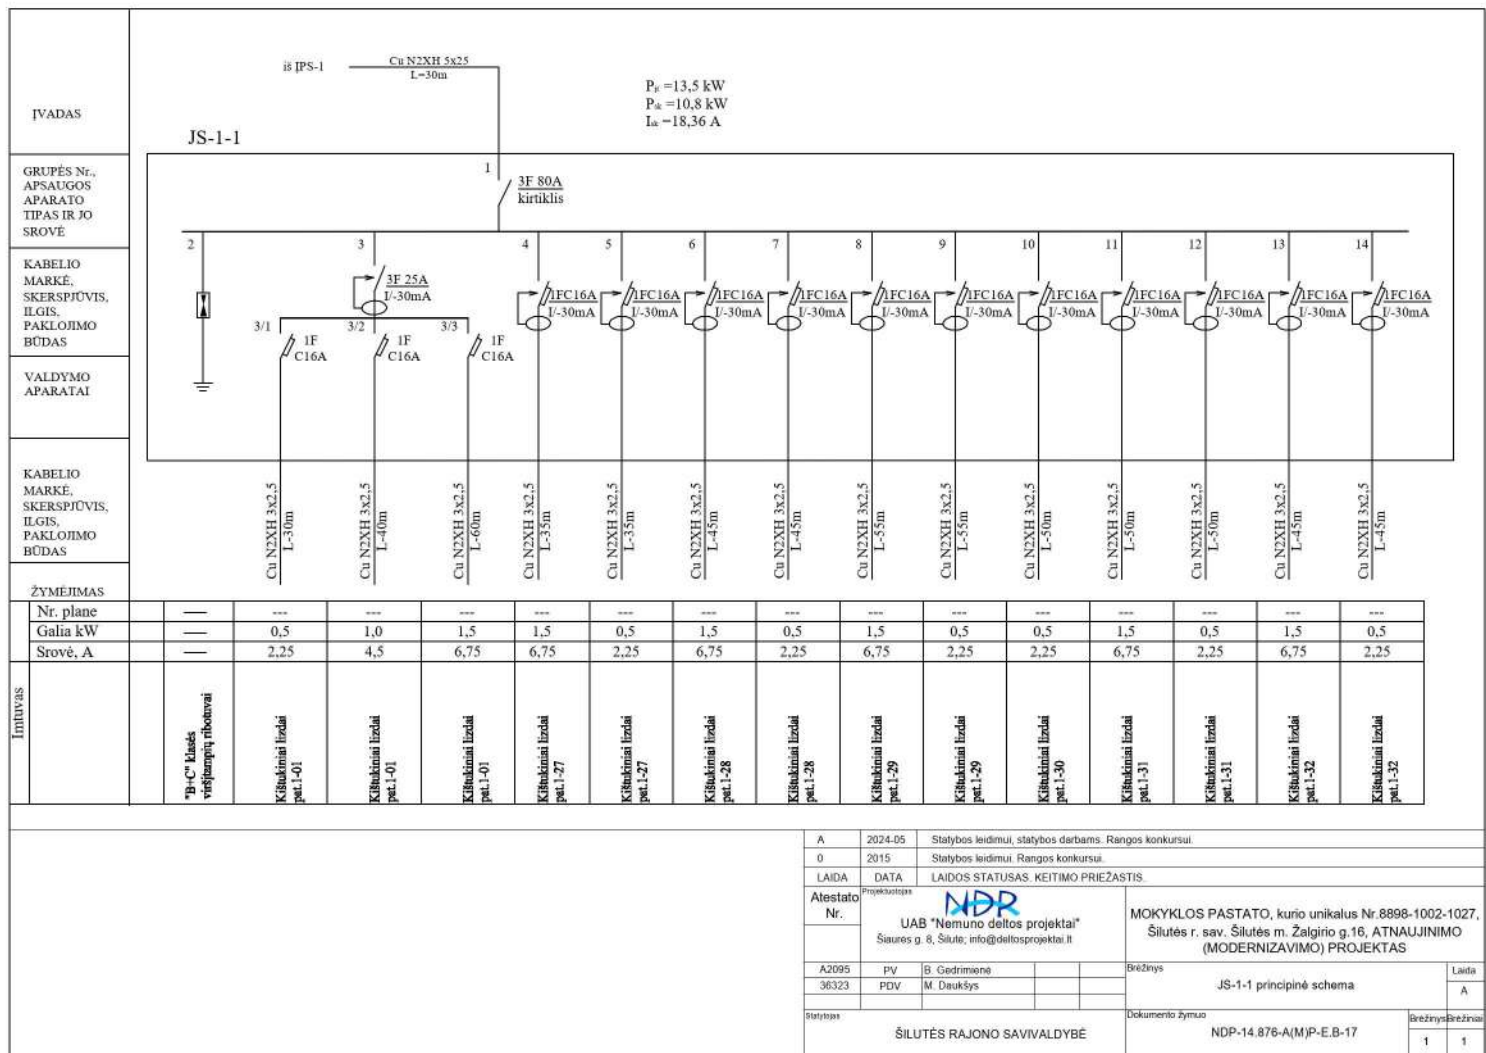 iš ĮPS-1
Cu N2XH 5x25
L=30m
P =13,5 kW
P =10,8 kW
I =18,36 A
ĮVADAS
JS-1-1
GRUPĖS Nr.,
APSAUGOS
APARATO
TIPAS IR JO
SROVĖ
1
3F 80A
kirtiklis
2
3
4
5
6
7
8
9
10
11
12
13
14
KABELIO
MARKĖ,
SKERSPJŪVIS,
ILGIS,
PAKLOJIMO
BŪDAS
3F 25A
I/-30mA
1FC16A
I/-30mA
1FC16A
I/-30mA
1FC16A
I/-30mA
1FC16A
I/-30mA
1FC16A
I/-30mA
1FC16A
I/-30mA
1FC16A
I/-30mA
1FC16A
I/-30mA
1FC16A
I/-30mA
1FC16A
I/-30mA
1FC16A
I/-30mA
3/1
3/2
3/3
1F
C16A
1F
C16A
1F
C16A
VALDYMO
APARATAI
KABELIO
MARKĖ,
SKERSPJŪVIS,
ILGIS,
PAKLOJIMO
BŪDAS
Cu N2XH 3x2,5
L-30m
Cu N2XH 3x2,5
L-40m
Cu N2XH 3x2,5
L-60m
Cu N2XH 3x2,5
L-35m
Cu N2XH 3x2,5
L-35m
Cu N2XH 3x2,5
L-45m
Cu N2XH 3x2,5
L-45m
Cu N2XH 3x2,5
L-55m
Cu N2XH 3x2,5
L-55m
Cu N2XH 3x2,5
L-50m
Cu N2XH 3x2,5
L-50m
Cu N2XH 3x2,5
L-50m
Cu N2XH 3x2,5
L-45m
Cu N2XH 3x2,5
L-45m
ŽYMĖJIMAS
Nr. plane — --- --- --- --- --- --- --- --- --- --- --- --- --- ---
Galia kW — 0,5 1,0 1,5 1,5 0,5 1,5 0,5 1,5 0,5 0,5 1,5 0,5 1,5 0,5
Srovė, A — 2,25 4,5 6,75 6,75 2,25 6,75 2,25 6,75 2,25 2,25 6,75 2,25 6,75 2,25
Imtuvas
"B+C" klasės
viršįtampių ribotuvai
Kištukiniai lizdai
pat.1-01
Kištukiniai lizdai
pat.1-01
Kištukiniai lizdai
pat.1-01
Kištukiniai lizdai
pat.1-27
Kištukiniai lizdai
pat.1-27
Kištukiniai lizdai
pat.1-28
Kištukiniai lizdai
pat.1-28
Kištukiniai lizdai
pat.1-29
Kištukiniai lizdai
pat.1-29
Kištukiniai lizdai
pat.1-30
Kištukiniai lizdai
pat.1-31
Kištukiniai lizdai
pat.1-31
Kištukiniai lizdai
pat.1-32
Kištukiniai lizdai
pat.1-32
A 2024-05 Statybos leidimui, statybos darbams. Rangos konkursui.
0 2015 Statybos leidimui. Rangos konkursui.
LAIDA DATA LAIDOS STATUSAS. KEITIMO PRIEŽASTIS.
Atestato
Nr.
Projektuotojas
NDP
UAB "Nemuno deltos projektai"
Šiaurės g. 8, Šilutė; info@deltosprojektai.lt
MOKYKLOS PASTATO, kurio unikalus Nr.8898-1002-1027,
Šilutės r. sav. Šilutės m. Žalgirio g.16, ATNAUJINIMO
(MODERNIZAVIMO) PROJEKTAS
A2095 PV B. Gedrimienė
36323 PDV M. Daukšys
Brėžinys
JS-1-1 principinė schema
Laida
A
Statytojas
ŠILUTĖS RAJONO SAVIVALDYBĖ
Dokumento žymuo
NDP-14.876-A(M)P-E.B-17
Brėžinys Brėžiniai
1 1